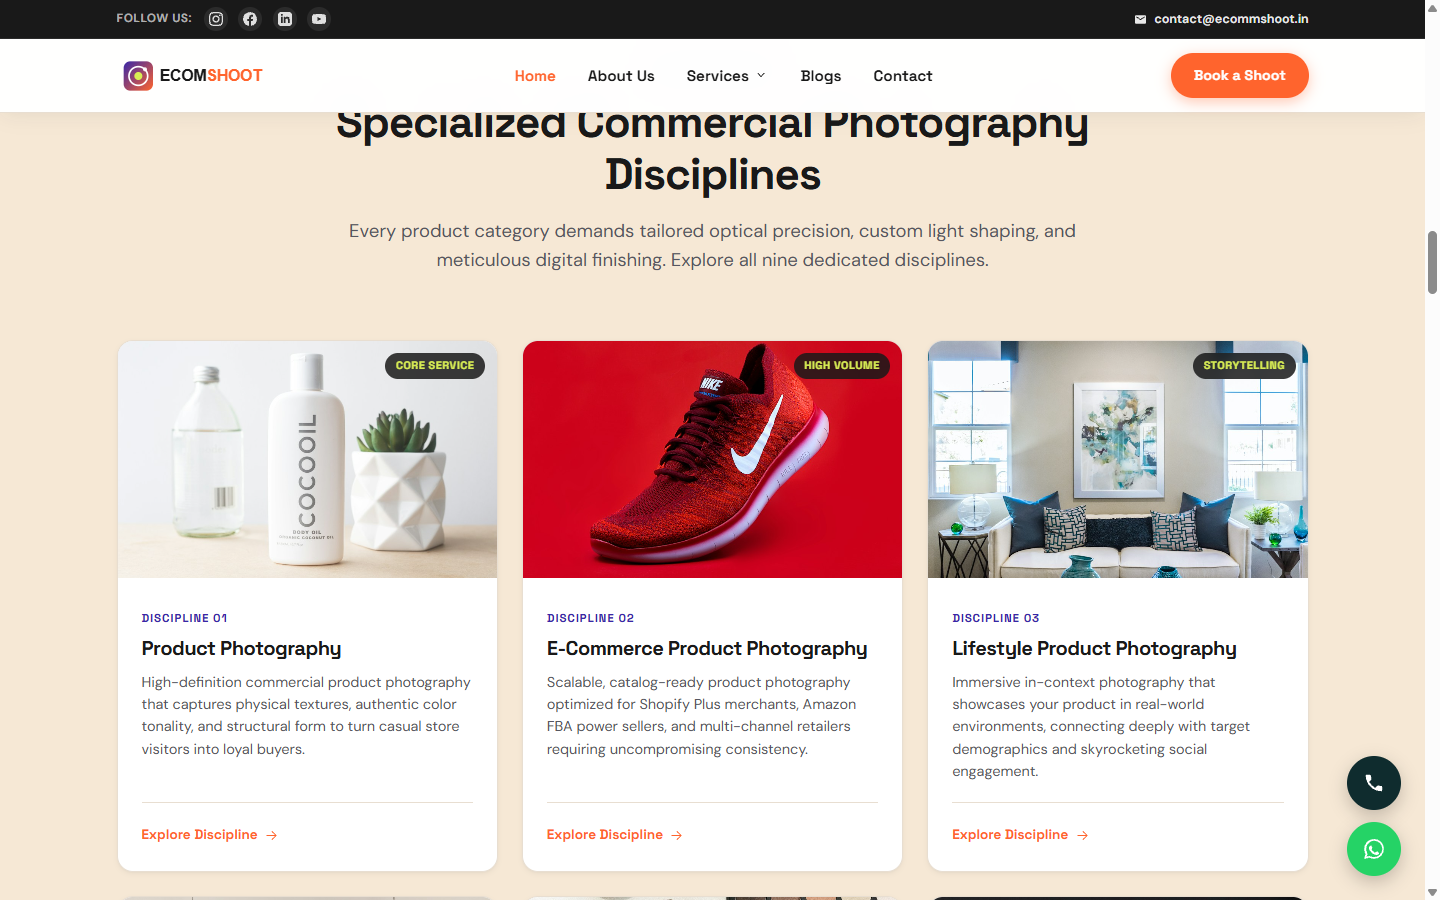 FOLLOW US:
contact@ecommshoot.in
ECOMSHOOT
Home
About Us
Services
Blogs
Contact
Book a Shoot
Specialized Commercial Photography
Disciplines
Every product category demands tailored optical precision, custom light shaping, and
meticulous digital finishing. Explore all nine dedicated disciplines.
CORE SERVICE
COCOOIL
BODY OIL
ORGANIC COCONUT OIL
HIGH VOLUME
NIKE
STORYTELLING
DISCIPLINE 01
Product Photography
High-definition commercial product photography
that captures physical textures, authentic color
tonality, and structural form to turn casual store
visitors into loyal buyers.
Explore Discipline →
DISCIPLINE 02
E-Commerce Product Photography
Scalable, catalog-ready product photography
optimized for Shopify Plus merchants, Amazon
FBA power sellers, and multi-channel retailers
requiring uncompromising consistency.
Explore Discipline →
DISCIPLINE 03
Lifestyle Product Photography
Immersive in-context photography that
showcases your product in real-world
environments, connecting deeply with target
demographics and skyrocketing social
engagement.
Explore Discipline →